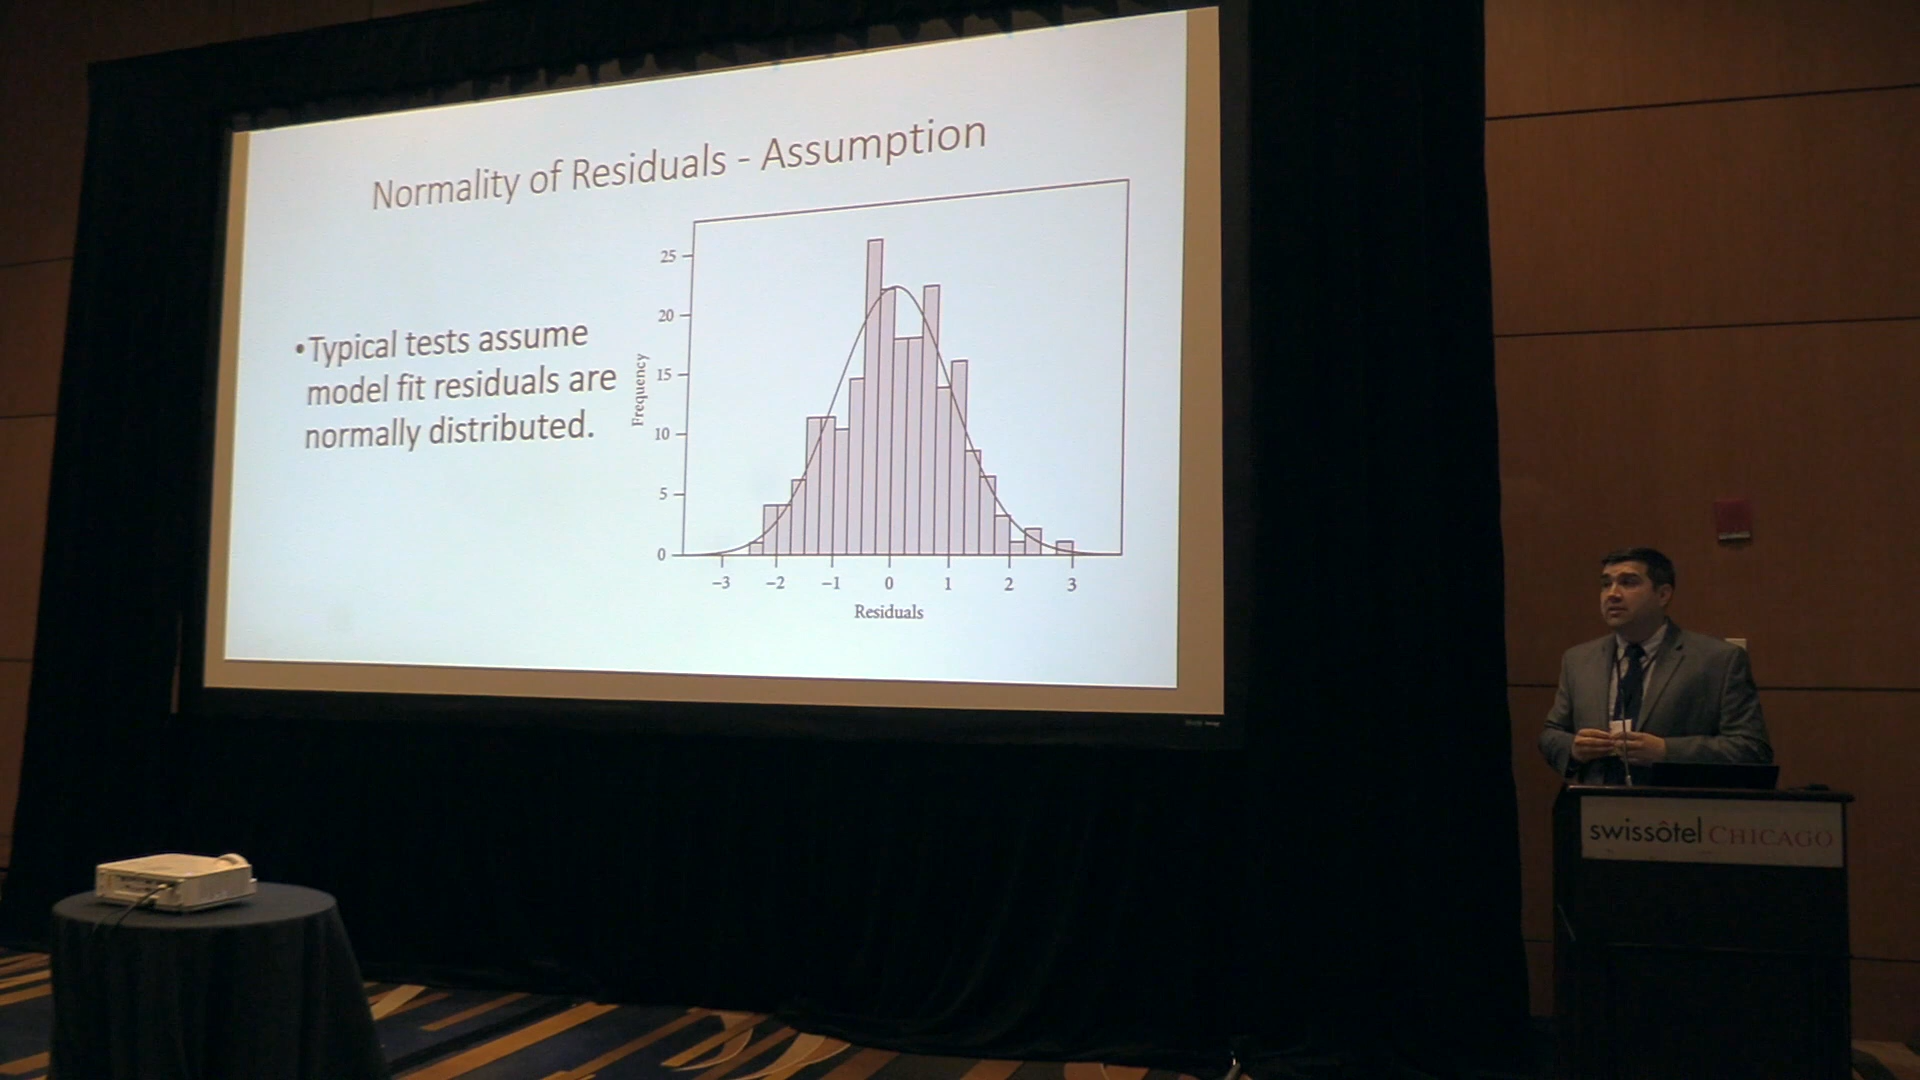 Normality of Residuals - Assumption
•Typical tests assume
model fit residuals are
normally distributed.
Frequency
25
20
15
10
5
0
−3 −2 −1 0 1 2 3
Residuals
swissôtel CHICAGO